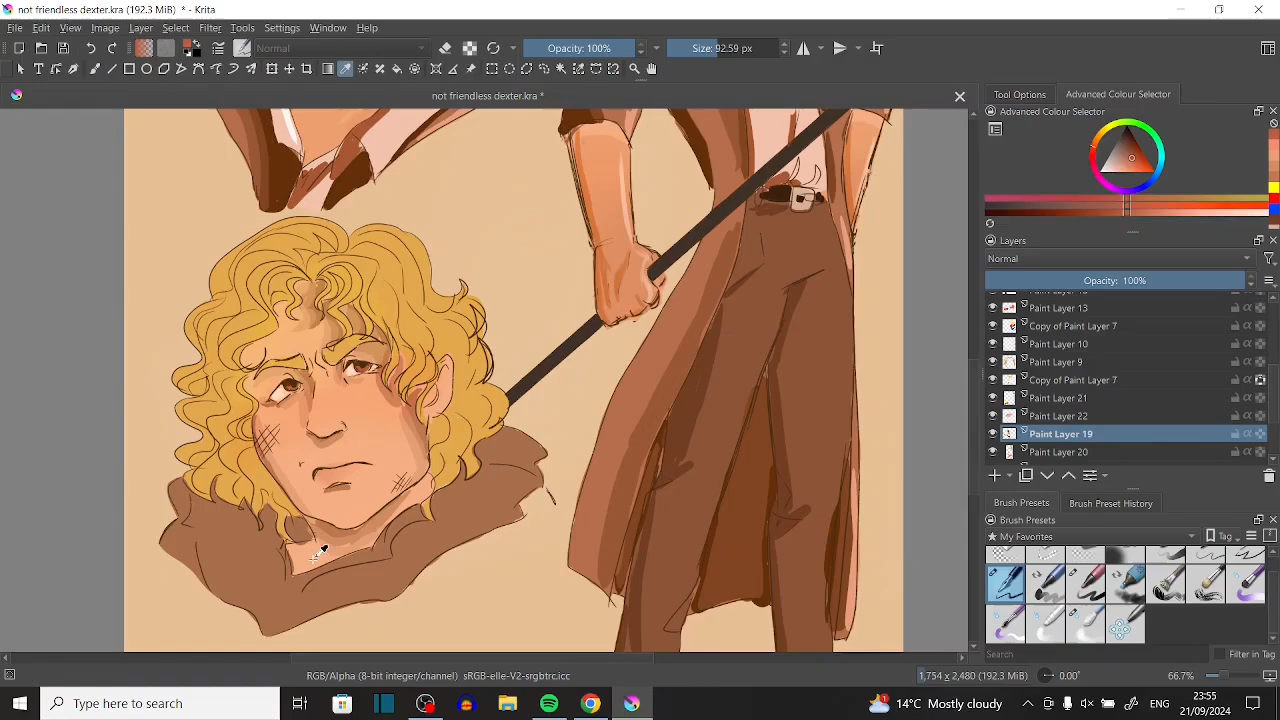 not friendless dexter (192.3 MiB) * - Krita
File Edit View Image Layer Select Filter Tools Settings Window Help
Normal Opacity: 100% Size: 92.59 px
not friendless dexter.kra * Tool Options Advanced Colour Selector
Advanced Colour Selector
Layers
Normal
Opacity: 100%
Paint Layer 13
Copy of Paint Layer 7
Paint Layer 10
Paint Layer 9
Copy of Paint Layer 7
Paint Layer 21
Paint Layer 22
Paint Layer 19
Paint Layer 20
Brush Presets Brush Preset History
Brush Presets
My Favorites Tag
Search Filter in Tag
RGB/Alpha (8-bit integer/channel) sRGB-elle-V2-srgbtrc.icc 1,754 x 2,480 (192.3 MiB) 0.00° 66.7%
Type here to search 14°C Mostly cloudy ENG 23:55
21/09/2024